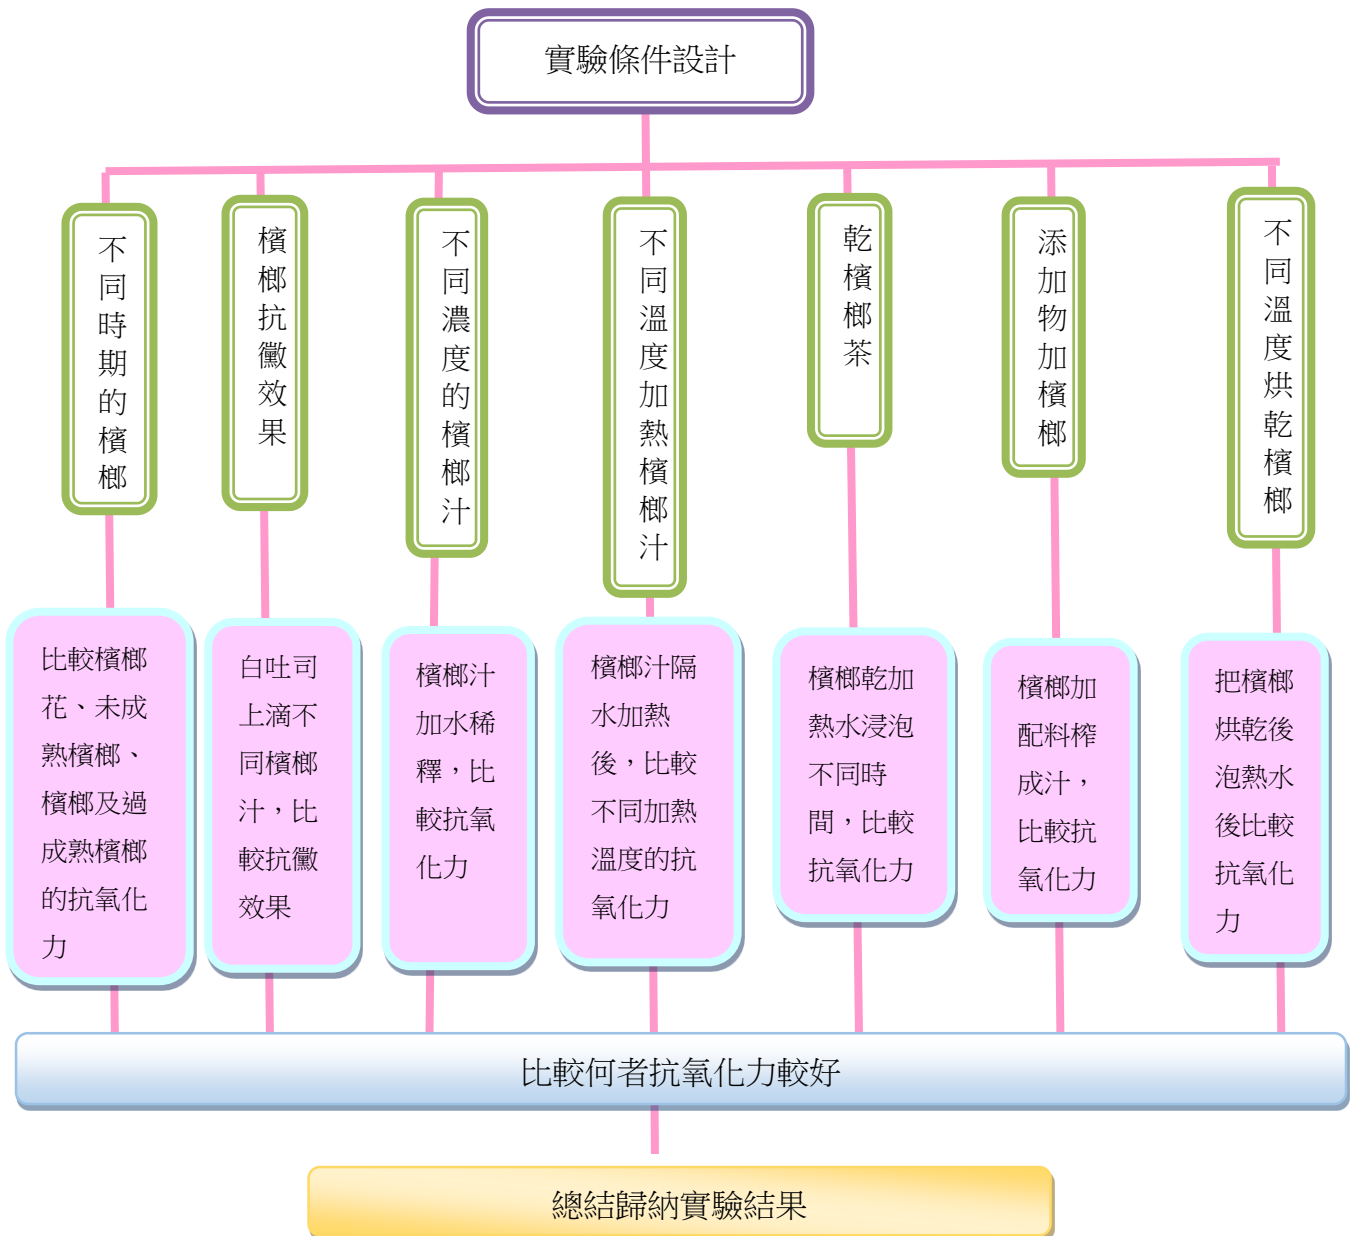 實驗條件設計
不同時期的檳榔
檳榔抗黴效果
不同濃度的檳榔汁
不同溫度加熱檳榔汁
乾檳榔茶
添加物加檳榔
不同溫度烘乾檳榔
比較檳榔
花、未成
熟檳榔、
檳榔及過
成熟檳榔
的抗氧化
力
白吐司
上滴不
同檳榔
汁，比
較抗黴
效果
檳榔汁
加水稀
釋，比
較抗氧
化力
檳榔汁隔
水加熱
後，比較
不同加熱
溫度的抗
氧化力
檳榔乾加
熱水浸泡
不同時
間，比較
抗氧化力
檳榔加
配料榨
成汁，
比較抗
氧化力
把檳榔
烘乾後
泡熱水
後比較
抗氧化
力
比較何者抗氧化力較好
總結歸納實驗結果